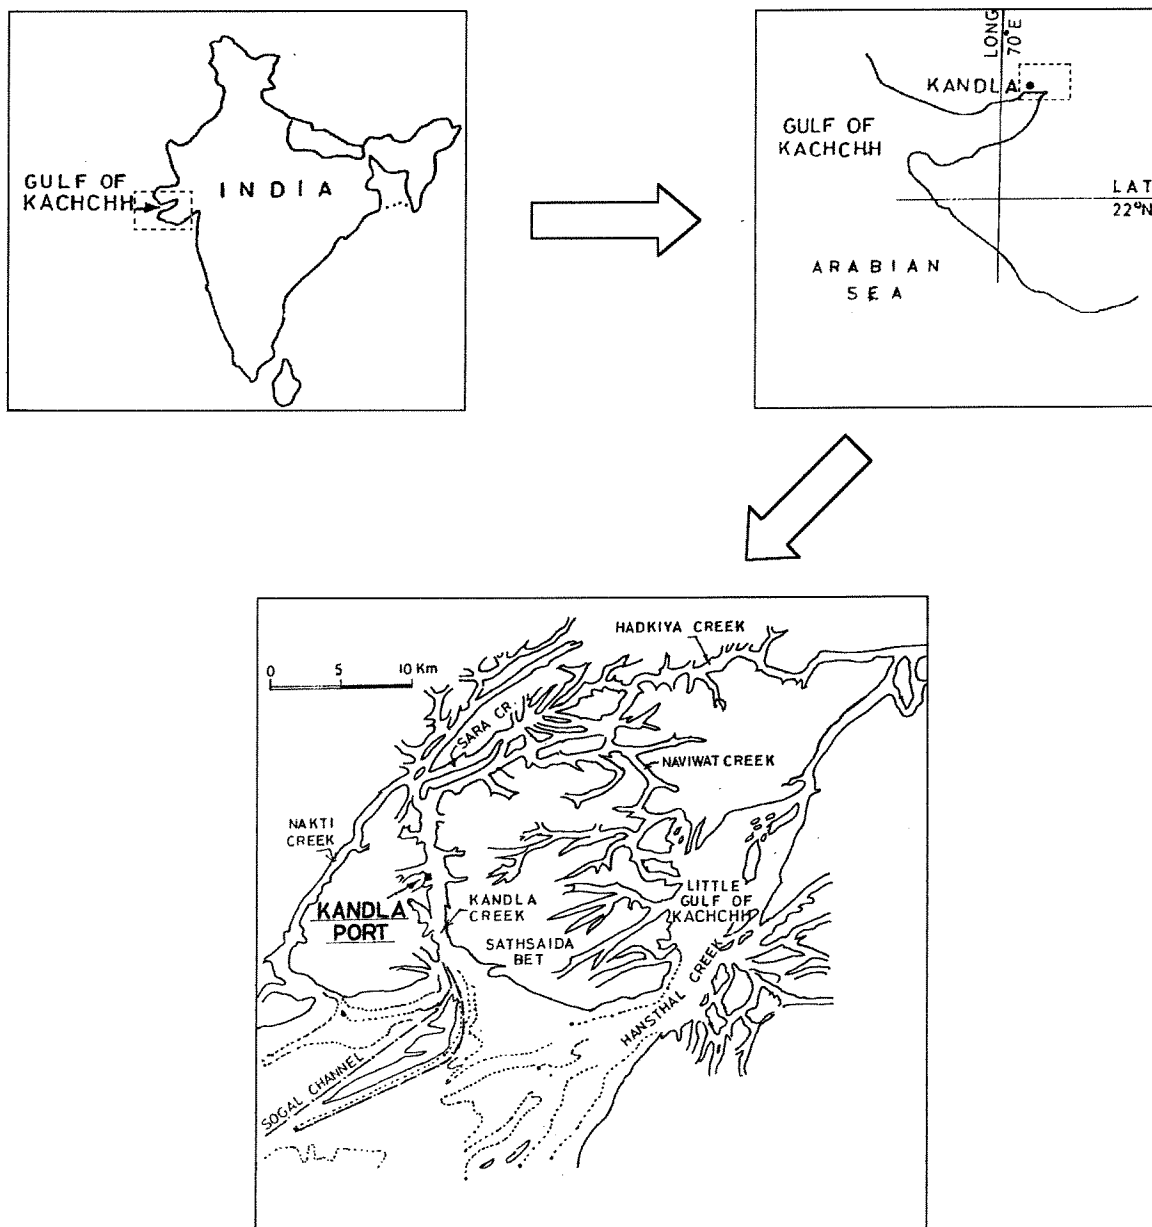 GULF OF
KACHCHH
INDIA
LONG
70°E
KANDLA
GULF OF
KACHCHH
LAT
22°N
ARABIAN
SEA
HADKIYA CREEK
0 5 10 Km
SARA CR.
NAVIWAT CREEK
NAKTI
CREEK
KANDLA
PORT
KANDLA
CREEK
LITTLE
GULF OF
KACHCHH
SATHSAIDA
BET
HANSTHAL CREEK
SOGAL CHANNEL